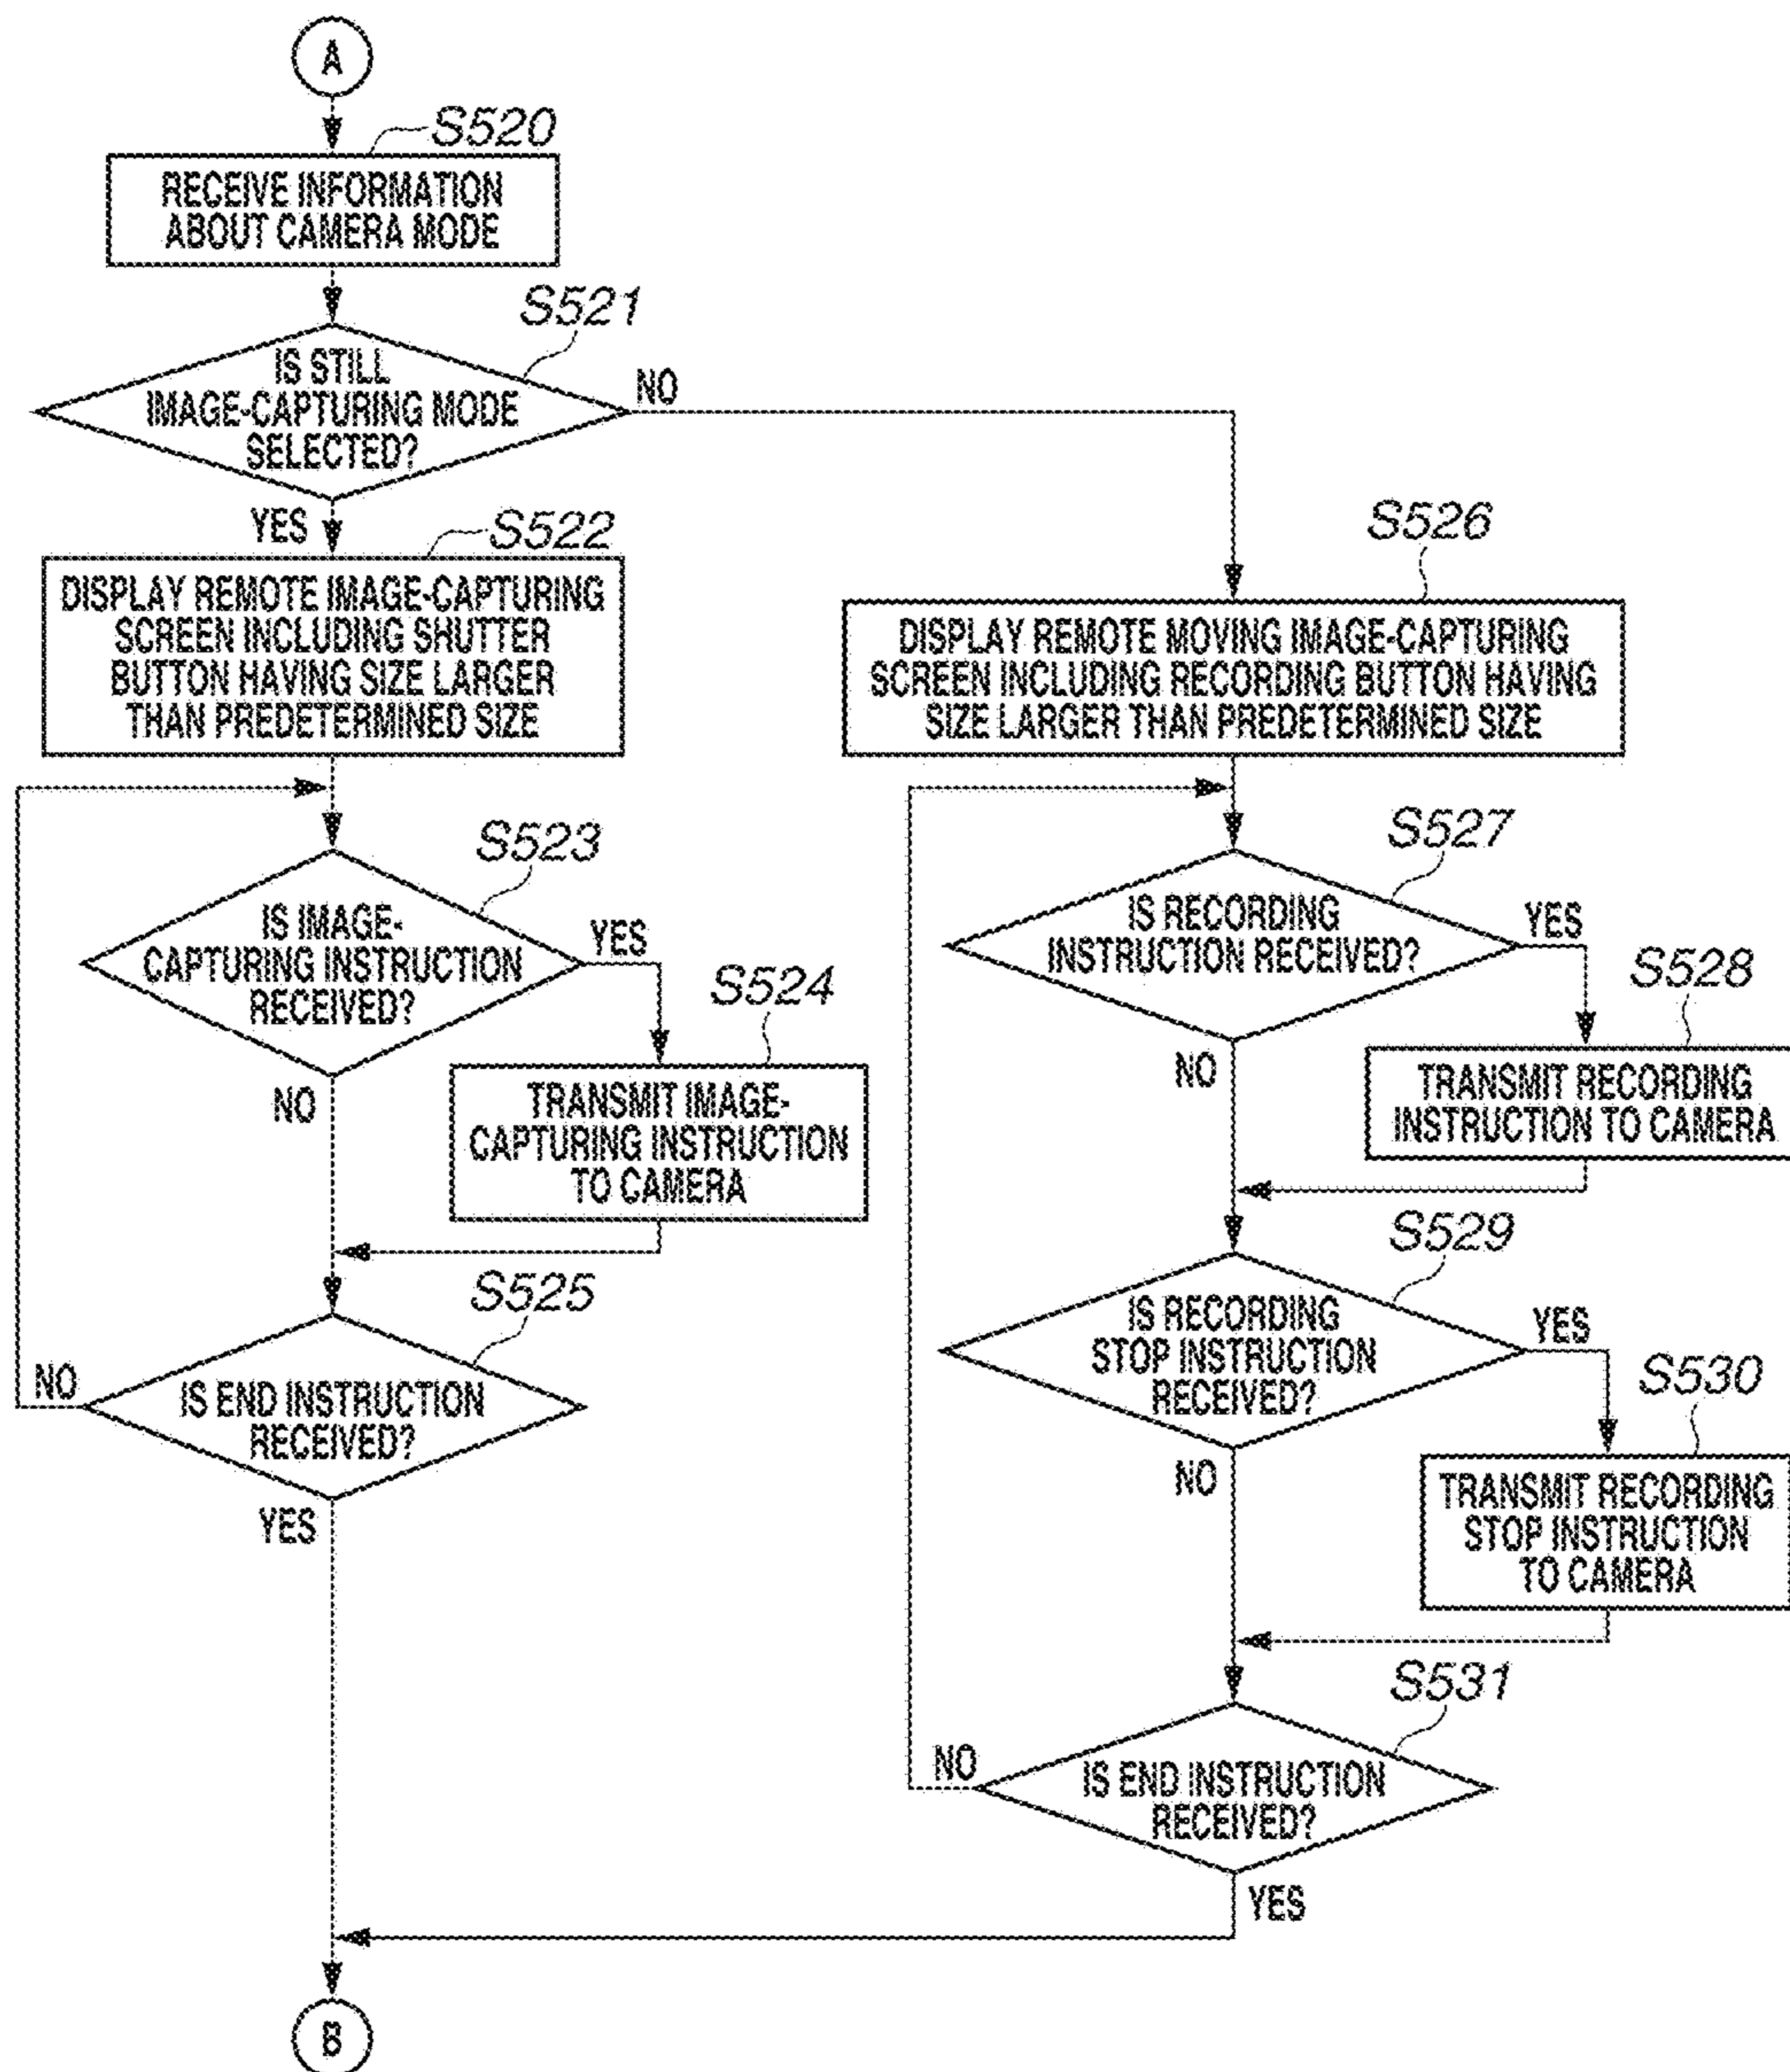 A
S520
RECEIVE INFORMATION
ABOUT CAMERA MODE
S521
IS STILL
IMAGE-CAPTURING MODE
SELECTED?
NO
YES
S522
DISPLAY REMOTE IMAGE-CAPTURING
SCREEN INCLUDING SHUTTER
BUTTON HAVING SIZE LARGER
THAN PREDETERMINED SIZE
S523
IS IMAGE-
CAPTURING INSTRUCTION
RECEIVED?
YES
NO
S524
TRANSMIT IMAGE-
CAPTURING INSTRUCTION
TO CAMERA
S525
IS END INSTRUCTION
RECEIVED?
NO
YES
S526
DISPLAY REMOTE MOVING IMAGE-CAPTURING
SCREEN INCLUDING RECORDING BUTTON HAVING
SIZE LARGER THAN PREDETERMINED SIZE
S527
IS RECORDING
INSTRUCTION RECEIVED?
YES
NO
S528
TRANSMIT RECORDING
INSTRUCTION TO CAMERA
S529
IS RECORDING
STOP INSTRUCTION
RECEIVED?
YES
NO
S530
TRANSMIT RECORDING
STOP INSTRUCTION
TO CAMERA
S531
IS END INSTRUCTION
RECEIVED?
NO
YES
B